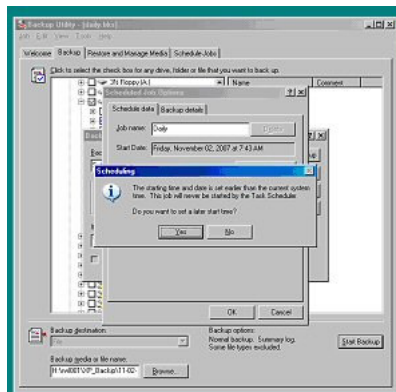 Backup Utility - [daily.bks]
Job Edit View Tools Help
Welcome Backup Restore and Manage Media Schedule Jobs
Click to select the check box for any drive, folder or file that you want to back up.
3½ Floppy (A:)
Name
Comment
Scheduled Job Options
Schedule data Backup details
Job name: Daily
Delete
Start Date: Friday, November 02, 2007 at 7:43 AM
Scheduling
The starting time and date is set earlier than the current system
time. This job will never be started by the Task Scheduler.
Do you want to set a later start time?
Yes No
OK Cancel
Backup destination:
File
Backup media or file name:
Browse...
Backup options:
Normal backup. Summary log.
Some file types excluded.
Start Backup